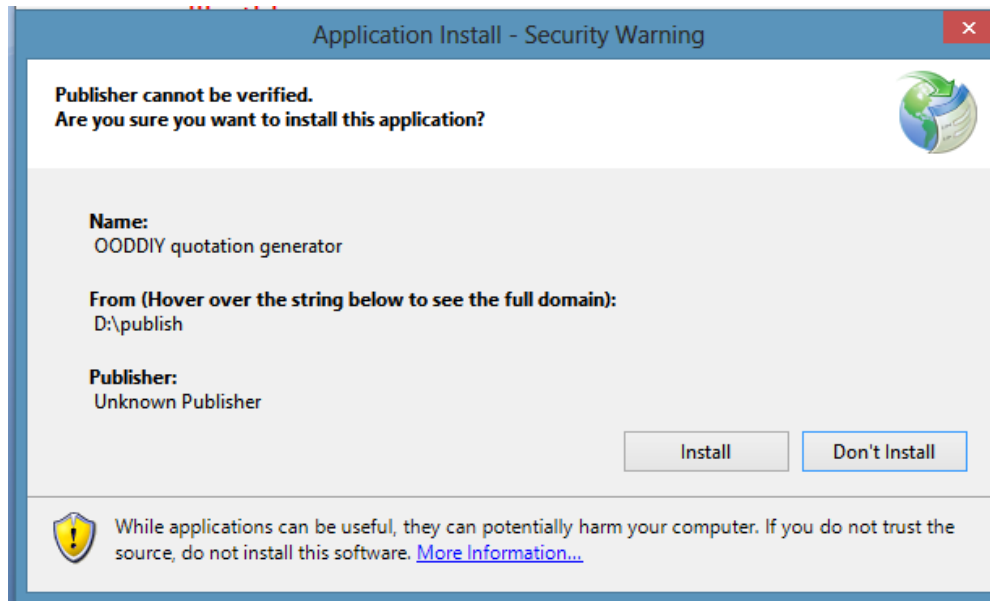 Application Install - Security Warning
Publisher cannot be verified.
Are you sure you want to install this application?
Name:
OODDIY quotation generator
From (Hover over the string below to see the full domain):
D:\publish
Publisher:
Unknown Publisher
Install
Don't Install
While applications can be useful, they can potentially harm your computer. If you do not trust the
source, do not install this software. More Information...